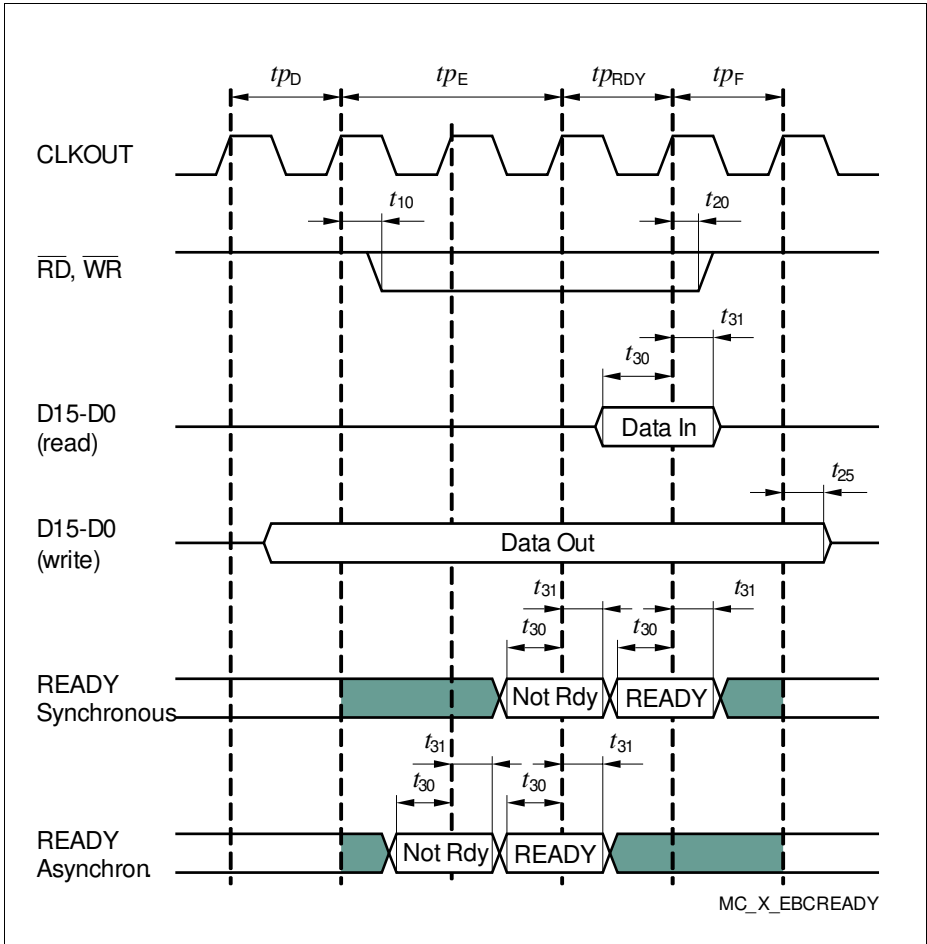 tpD tpE tpRDY tpF
CLKOUT
t10 t20
RD, WR
t31
t30
D15-D0
(read)
Data In
t25
D15-D0
(write)
Data Out
t31 t31
t30 t30
READY
Synchronous
Not Rdy READY
t31 t31
t30 t30
READY
Asynchron.
Not Rdy READY
MC_X_EBCREADY